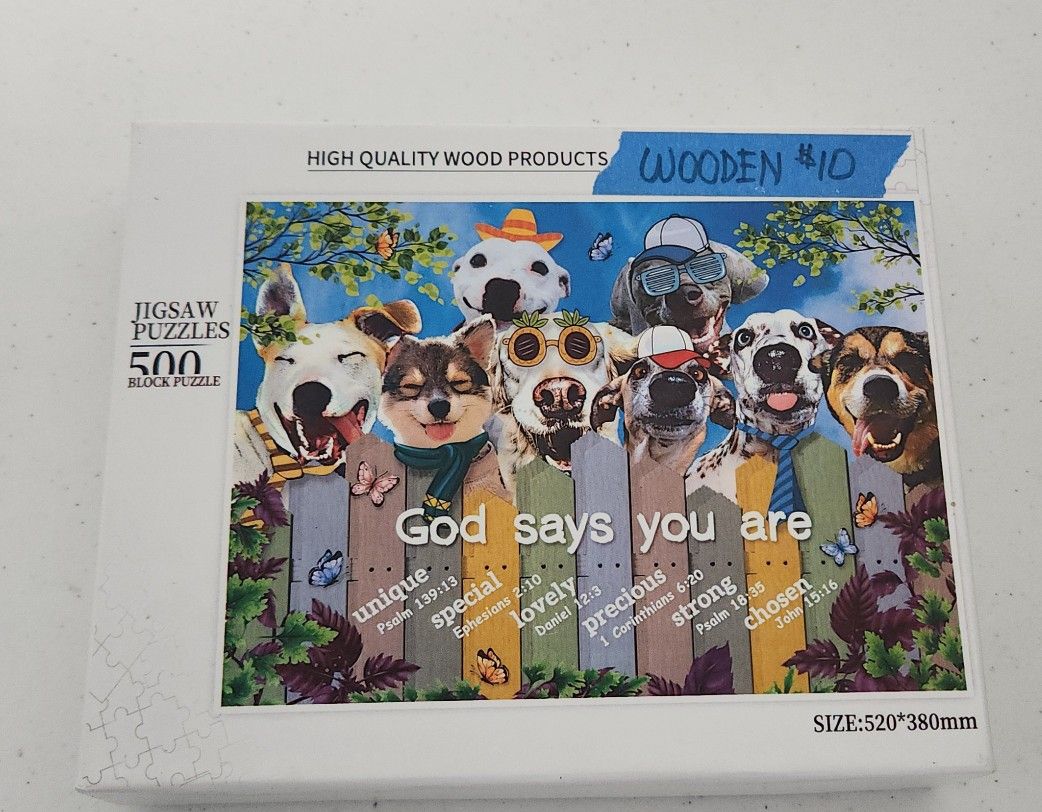 HIGH QUALITY WOOD PRODUCTS
WOODEN $10
JIGSAW
PUZZLES
500
BLOCK PUZZLE
God says you are
unique
Psalm 139:13
special
Ephesians 2:10
lovely
Daniel 12:3
precious
1 Corinthians 6:20
strong
Psalm 18:35
chosen
John 15:16
SIZE:520*380mm